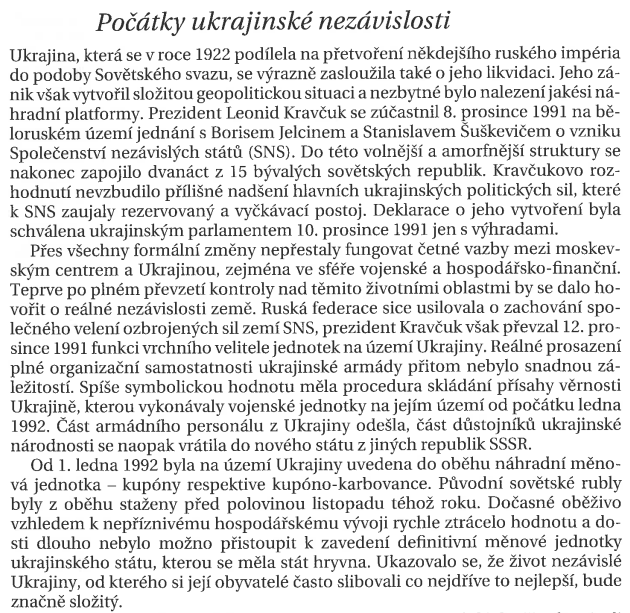 Počátky ukrajinské nezávislosti
Ukrajina, která se v roce 1922 podílela na přetvoření někdejšího ruského impéria
do podoby Sovětského svazu, se výrazně zasloužila také o jeho likvidaci. Jeho zá-
nik však vytvořil složitou geopolitickou situaci a nezbytné bylo nalezení jakési ná-
hradní platformy. Prezident Leonid Kravčuk se zúčastnil 8. prosince 1991 na bě-
loruském území jednání s Borisem Jelcinem a Stanislavem Šuškevičem o vzniku
Společenství nezávislých států (SNS). Do této volnější a amorfnější struktury se
nakonec zapojilo dvanáct z 15 bývalých sovětských republik. Kravčukovo roz-
hodnutí nevzbudilo přílišné nadšení hlavních ukrajinských politických sil, které
k SNS zaujaly rezervovaný a vyčkávací postoj. Deklarace o jeho vytvoření byla
schválena ukrajinským parlamentem 10. prosince 1991 jen s výhradami.
Přes všechny formální změny nepřestaly fungovat četné vazby mezi moskev-
ským centrem a Ukrajinou, zejména ve sféře vojenské a hospodářsko-finanční.
Teprve po plném převzetí kontroly nad těmito životními oblastmi by se dalo ho-
vořit o reálné nezávislosti země. Ruská federace sice usilovala o zachování spo-
lečného velení ozbrojených sil zemí SNS, prezident Kravčuk však převzal 12. pro-
since 1991 funkci vrchního velitele jednotek na území Ukrajiny. Reálné prosazení
plné organizační samostatnosti ukrajinské armády přitom nebylo snadnou zá-
ležitostí. Spíše symbolickou hodnotu měla procedura skládání přísahy věrnosti
Ukrajině, kterou vykonávaly vojenské jednotky na jejím území od počátku ledna
1992. Část armádního personálu z Ukrajiny odešla, část důstojníků ukrajinské
národnosti se naopak vrátila do nového státu z jiných republik SSSR.
Od 1. ledna 1992 byla na území Ukrajiny uvedena do oběhu náhradní měno-
vá jednotka – kupóny respektive kupóno-karbovance. Původní sovětské rubly
byly z oběhu staženy před polovinou listopadu téhož roku. Dočasné oběživo
vzhledem k nepříznivému hospodářskému vývoji rychle ztrácelo hodnotu a do-
sti dlouho nebylo možno přistoupit k zavedení definitivní měnové jednotky
ukrajinského státu, kterou se měla stát hryvna. Ukazovalo se, že život nezávislé
Ukrajiny, od kterého si její obyvatelé často slibovali co nejdříve to nejlepší, bude
značně složitý.